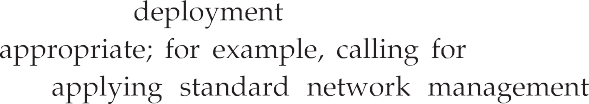 deployment
appropriate; for example, calling for
applying standard network management